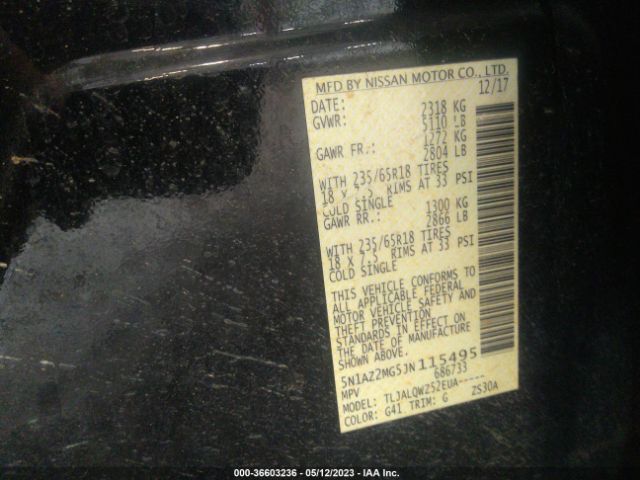 MFD BY NISSAN MOTOR CO., LTD.
DATE: 12/17
GVWR: 2318 KG
5110 LB
GAWR FR.: 1272 KG
2804 LB
WITH 235/65R18 TIRES
18 X 7.5 RIMS AT 33 PSI
COLD SINGLE
GAWR RR.: 1300 KG
2866 LB
WITH 235/65R18 TIRES
18 X 7.5 RIMS AT 33 PSI
COLD SINGLE
THIS VEHICLE CONFORMS TO
ALL APPLICABLE FEDERAL
MOTOR VEHICLE SAFETY AND
THEFT PREVENTION
STANDARDS IN EFFECT ON
THE DATE OF MANUFACTURE
SHOWN ABOVE.
5N1AZ2MG5JN115495
MPV 686733
MODEL: TLJALQWZ52EUA-----
COLOR: G41 TRIM: G ZS30A
000-36603236 - 05/12/2023 - IAA Inc.